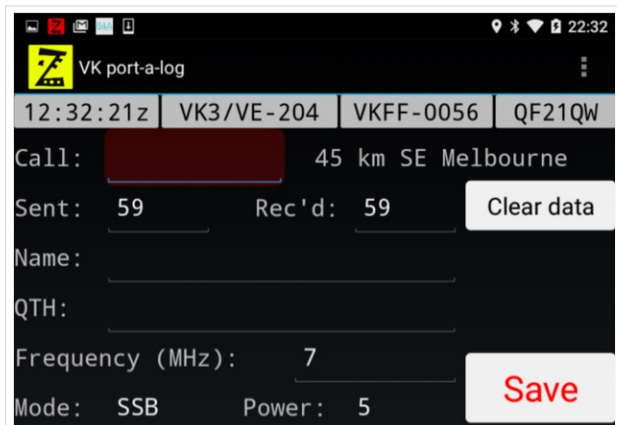 54A 22:32
VK port-a-log
12:32:21z VK3/VE-204 VKFF-0056 QF21QW
Call: 45 km SE Melbourne
Sent: 59 Rec'd: 59 Clear data
Name:
QTH:
Frequency (MHz): 7
Save
Mode: SSB Power: 5